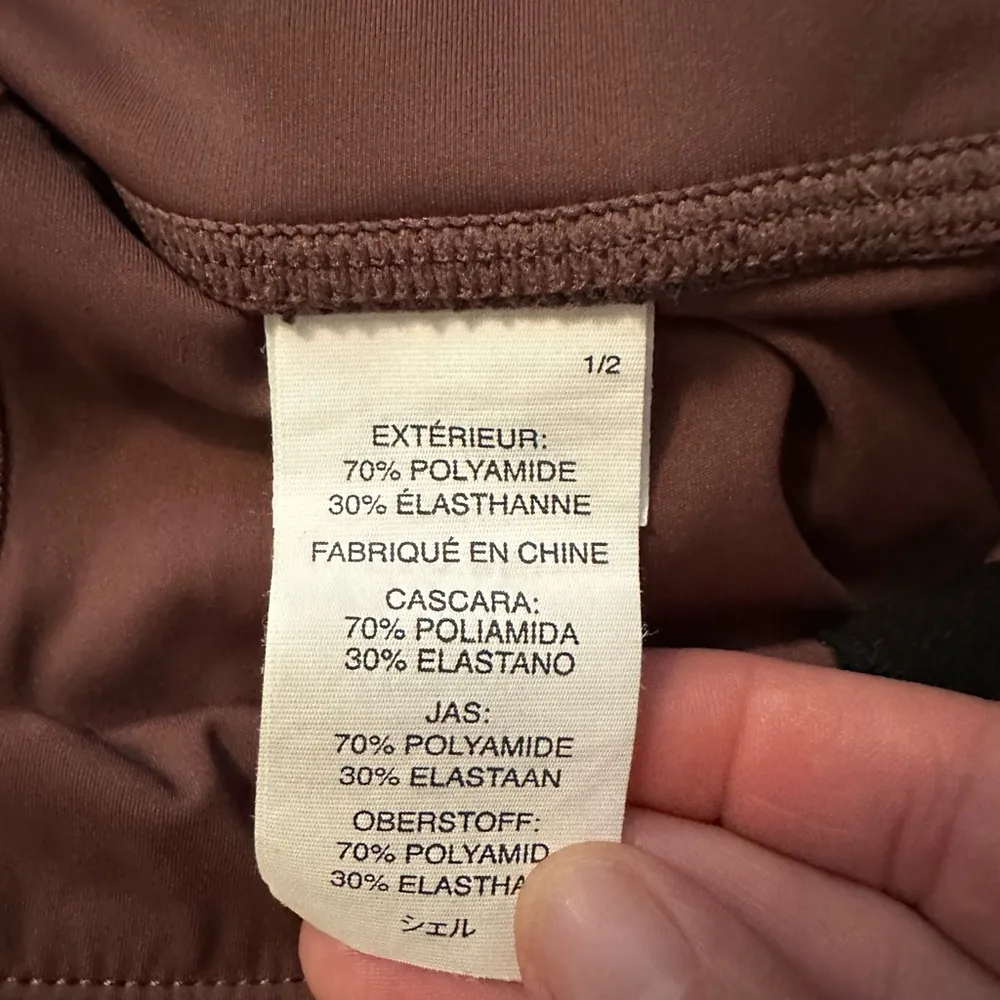 1/2
EXTÉRIEUR:
70% POLYAMIDE
30% ÉLASTHANNE
FABRIQUÉ EN CHINE
CASCARA:
70% POLIAMIDA
30% ELASTANO
JAS:
70% POLYAMIDE
30% ELASTAAN
OBERSTOFF:
70% POLYAMID
30%
シェル